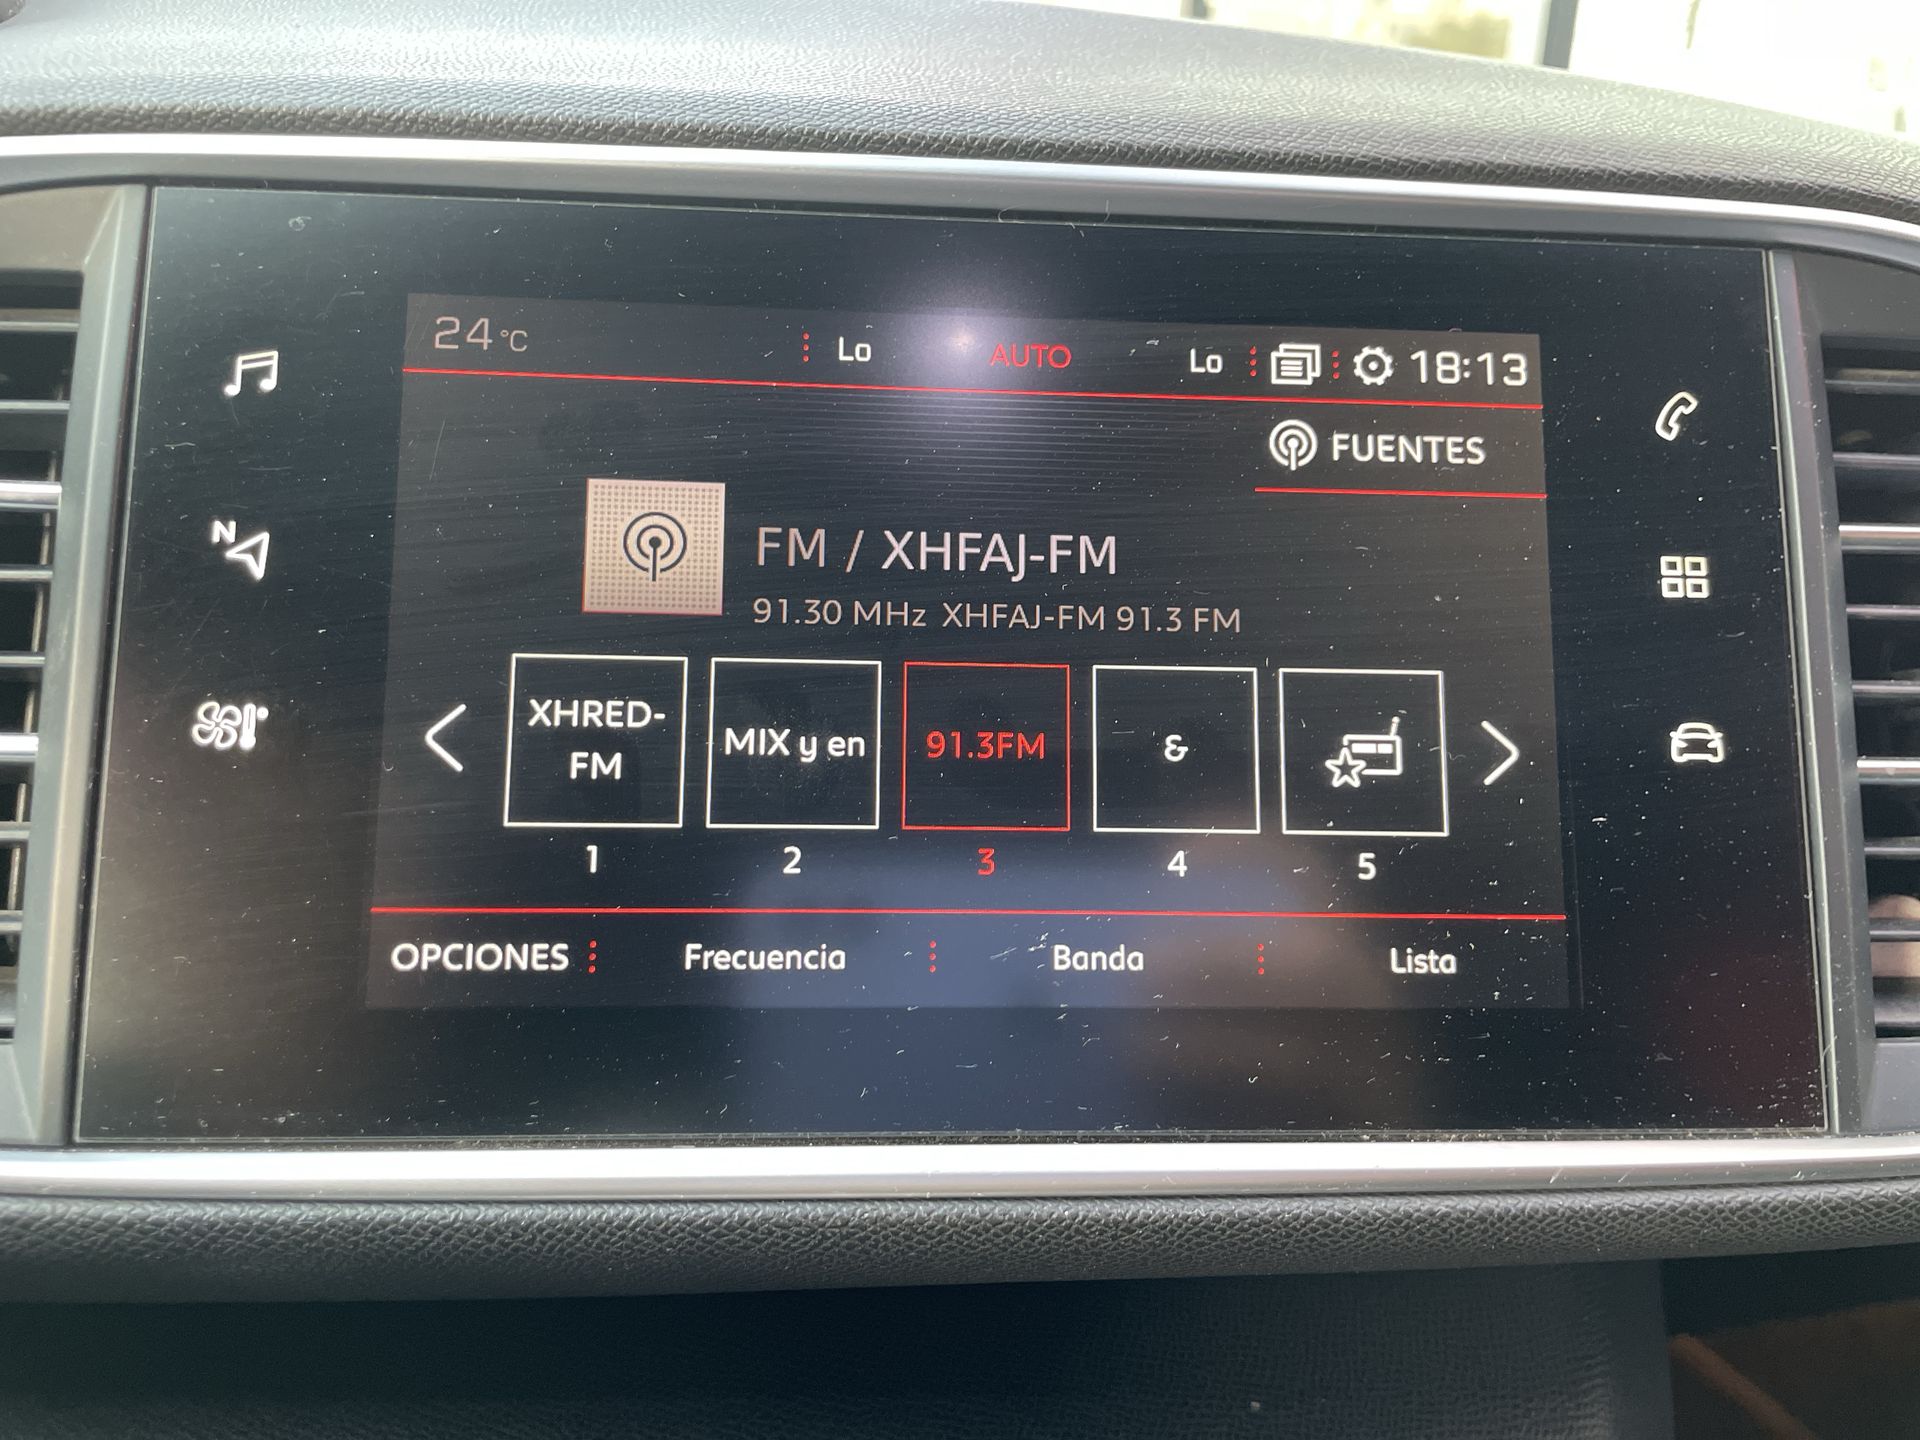 24°C Lo AUTO Lo 18:13
FUENTES
N
FM / XHFAJ-FM
91.30 MHz XHFAJ-FM 91.3 FM
XHRED-
FM
MIX y en
91.3FM
&
1 2 3 4 5
OPCIONES Frecuencia Banda Lista